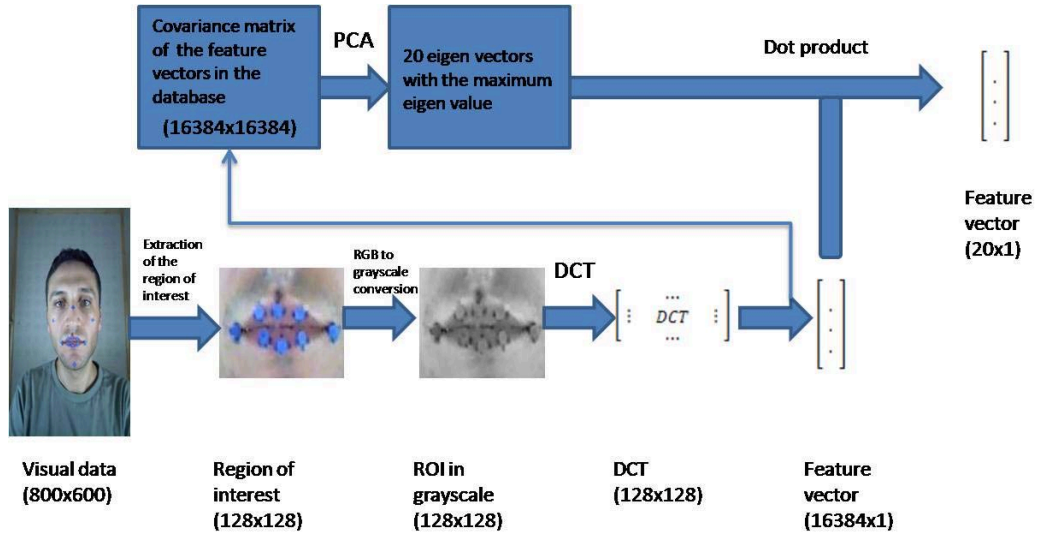 Covariance matrix
of the feature
vectors in the
database
(16384x16384)
PCA
20 eigen vectors
with the maximum
eigen value
Dot product
Feature
vector
(20x1)
Extraction
of the
region of
interest
RGB to
grayscale
conversion
DCT
...
⋮ DCT ⋮
...
Visual data
(800x600)
Region of
interest
(128x128)
ROI in
grayscale
(128x128)
DCT
(128x128)
Feature
vector
(16384x1)